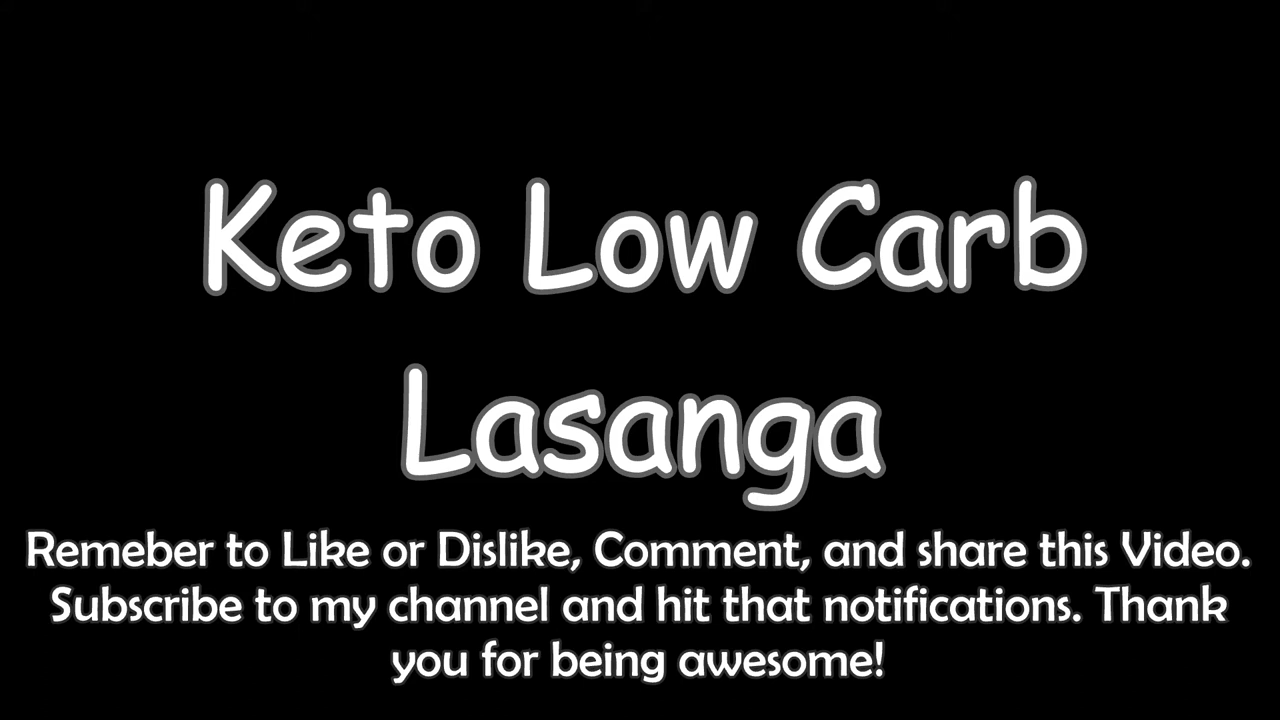 Keto Low Carb
Lasanga
Remeber to Like or Dislike, Comment, and share this Video.
Subscribe to my channel and hit that notifications. Thank
you for being awesome!